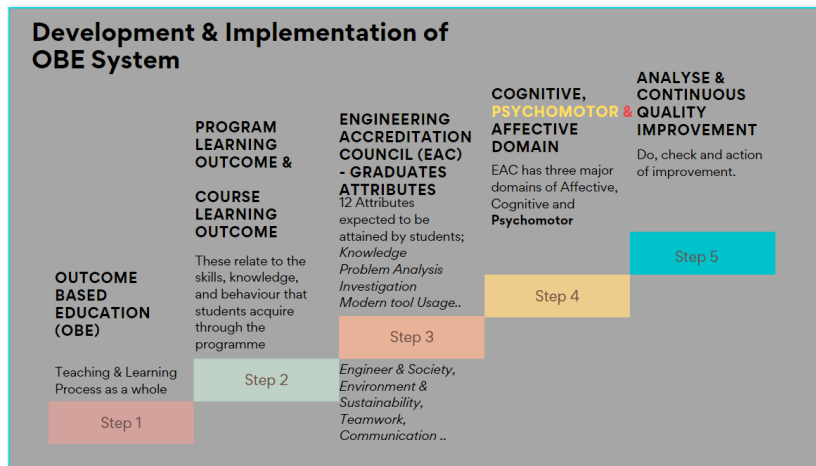 Development & Implementation of
OBE System
OUTCOME
BASED
EDUCATION
(OBE)
Teaching & Learning
Process as a whole
Step 1
PROGRAM
LEARNING
OUTCOME &
COURSE
LEARNING
OUTCOME
These relate to the
skills, knowledge,
and behaviour that
students acquire
through the
programme
Step 2
ENGINEERING
ACCREDITATION
COUNCIL (EAC)
- GRADUATES
ATTRIBUTES
12 Attributes
expected to be
attained by students;
Knowledge
Problem Analysis
Investigation
Modern tool Usage..
Step 3
Engineer & Society,
Environment &
Sustainability,
Teamwork,
Communication ..
COGNITIVE,
PSYCHOMOTOR &
AFFECTIVE
DOMAIN
EAC has three major
domains of Affective,
Cognitive and
Psychomotor
Step 4
ANALYSE &
CONTINUOUS
QUALITY
IMPROVEMENT
Do, check and action
of improvement.
Step 5